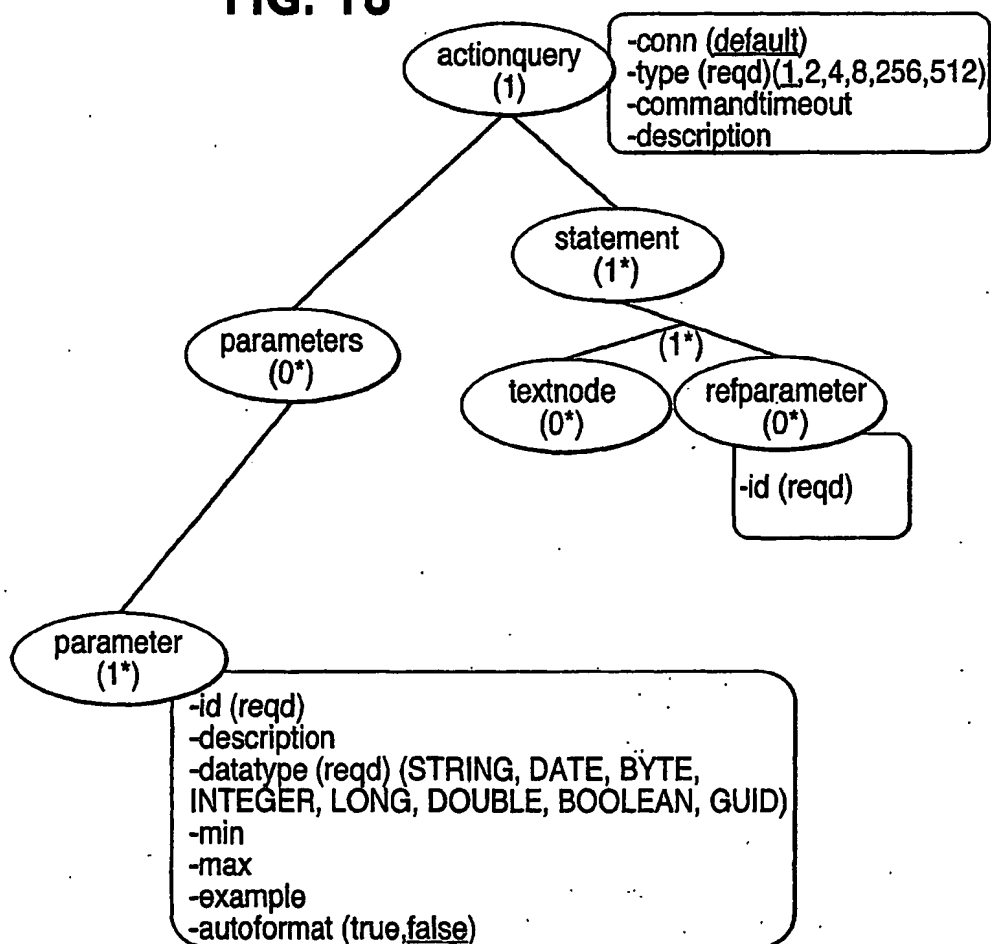 FIG. 18
actionquery
(1)
-conn (default)
-type (reqd)(1,2,4,8,256,512)
-commandtimeout
-description
statement
(1*)
parameters
(0*)
(1*)
textnode
(0*)
refparameter
(0*)
-id (reqd)
parameter
(1*)
-id (reqd)
-description
-datatype (reqd) (STRING, DATE, BYTE,
INTEGER, LONG, DOUBLE, BOOLEAN, GUID)
-min
-max
-example
-autoformat (true,false)